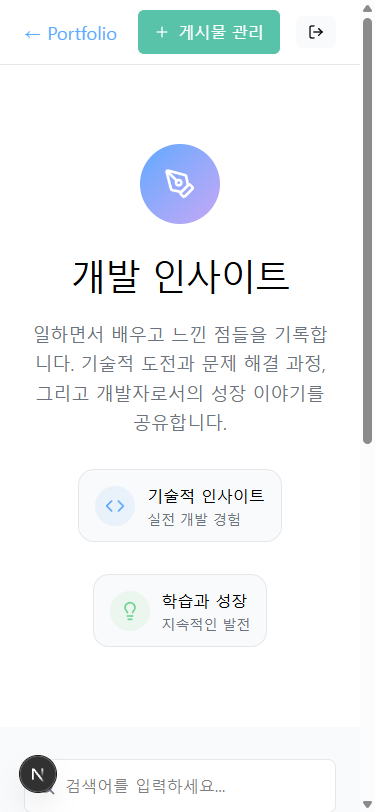 ← Portfolio
+ 게시물 관리
개발 인사이트
일하면서 배우고 느낀 점들을 기록합
니다. 기술적 도전과 문제 해결 과정,
그리고 개발자로서의 성장 이야기를
공유합니다.
기술적 인사이트
실전 개발 경험
학습과 성장
지속적인 발전
N
검색어를 입력하세요...